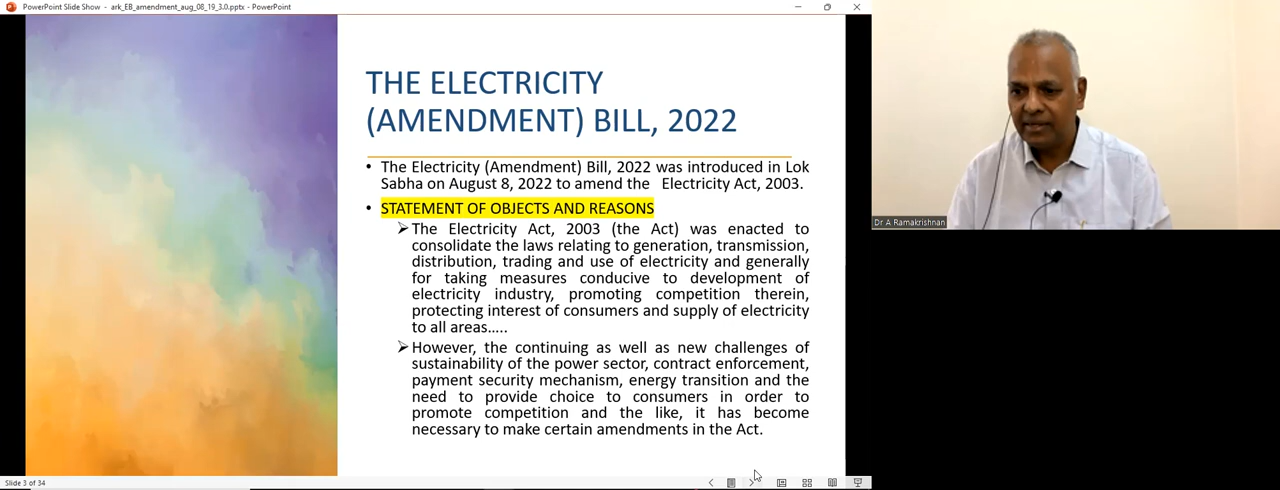 PowerPoint Slide Show - ark_EB_amendment_aug_08_19_3.0.pptx - PowerPoint
THE ELECTRICITY
(AMENDMENT) BILL, 2022
• The Electricity (Amendment) Bill, 2022 was introduced in Lok
Sabha on August 8, 2022 to amend the Electricity Act, 2003.
• STATEMENT OF OBJECTS AND REASONS
➢The Electricity Act, 2003 (the Act) was enacted to
consolidate the laws relating to generation, transmission,
distribution, trading and use of electricity and generally
for taking measures conducive to development of
electricity industry, promoting competition therein,
protecting interest of consumers and supply of electricity
to all areas.....
➢However, the continuing as well as new challenges of
sustainability of the power sector, contract enforcement,
payment security mechanism, energy transition and the
need to provide choice to consumers in order to
promote competition and the like, it has become
necessary to make certain amendments in the Act.
Slide 3 of 34
Dr A Ramakrishnan